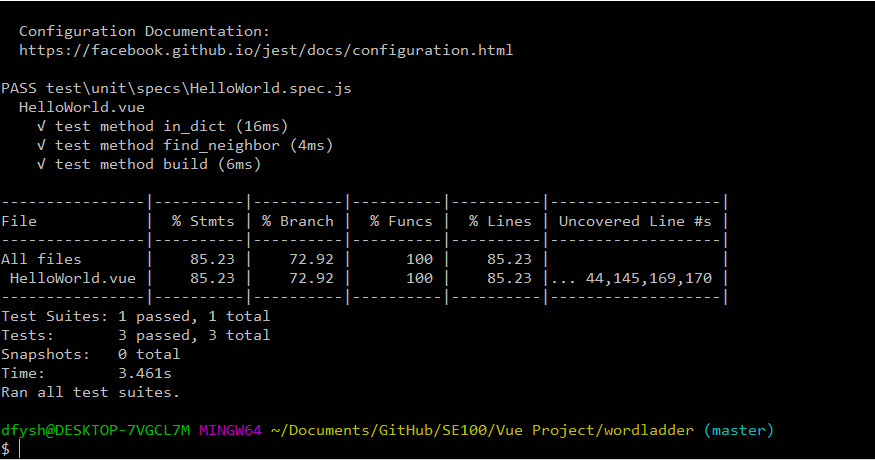 Configuration Documentation:
https://facebook.github.io/jest/docs/configuration.html
PASS test\unit\specs\HelloWorld.spec.js
HelloWorld.vue
√ test method in_dict (16ms)
√ test method find_neighbor (4ms)
√ test method build (6ms)
----------------|----------|----------|----------|----------|-------------------|
File            |  % Stmts | % Branch |  % Funcs |  % Lines | Uncovered Line #s |
----------------|----------|----------|----------|----------|-------------------|
All files       |    85.23 |    72.92 |      100 |    85.23 |                   |
 HelloWorld.vue |    85.23 |    72.92 |      100 |    85.23 |... 44,145,169,170 |
----------------|----------|----------|----------|----------|-------------------|
Test Suites: 1 passed, 1 total
Tests:       3 passed, 3 total
Snapshots:   0 total
Time:        3.461s
Ran all test suites.
dfysh@DESKTOP-7VGCL7M MINGW64 ~/Documents/GitHub/SE100/Vue Project/wordladder (master)
$